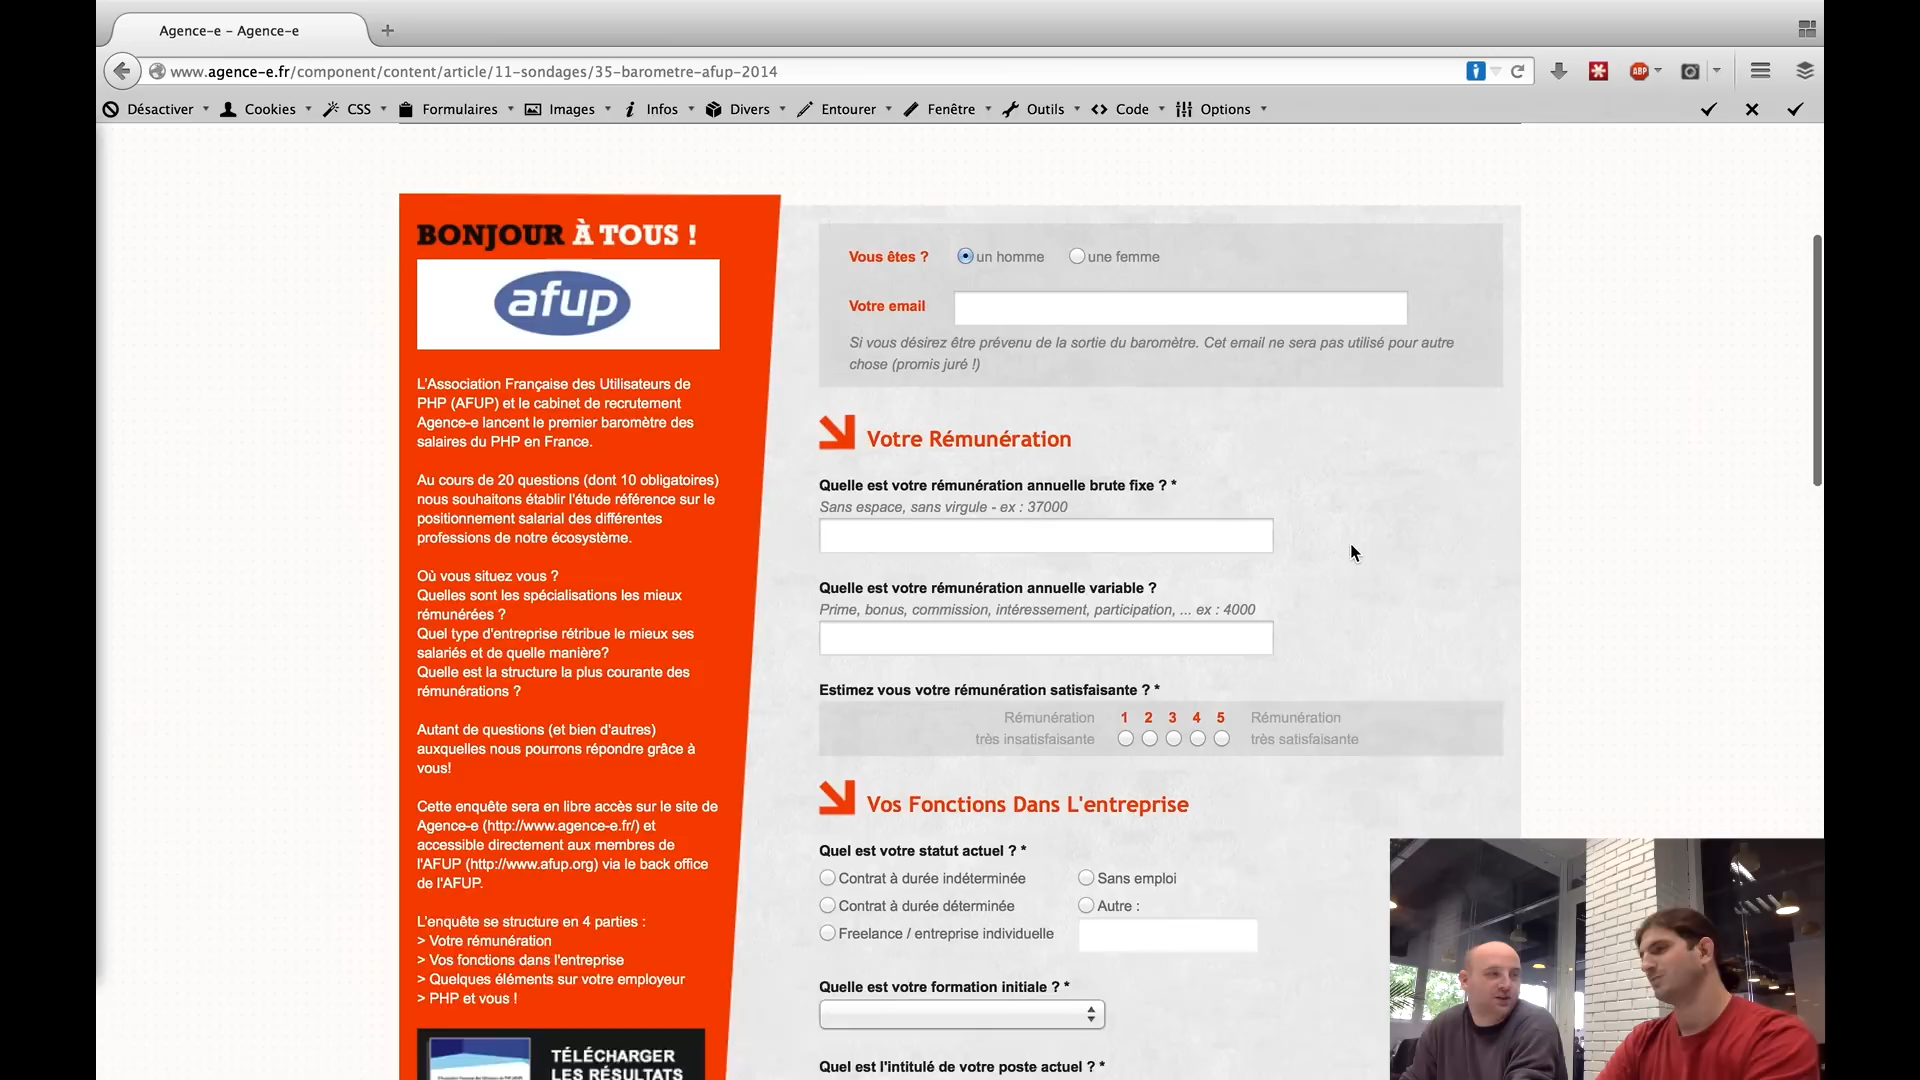 Agence-e – Agence-e
www.agence-e.fr/component/content/article/11-sondages/35-barometre-afup-2014
ABP
Désactiver Cookies CSS Formulaires Images Infos Divers Entourer Fenêtre Outils Code Options
BONJOUR À TOUS !
afup
L'Association Française des Utilisateurs de
PHP (AFUP) et le cabinet de recrutement
Agence-e lancent le premier baromètre des
salaires du PHP en France.
Au cours de 20 questions (dont 10 obligatoires)
nous souhaitons établir l'étude référence sur le
positionnement salarial des différentes
professions de notre écosystème.
Où vous situez vous ?
Quelles sont les spécialisations les mieux
rémunérées ?
Quel type d'entreprise rétribue le mieux ses
salariés et de quelle manière?
Quelle est la structure la plus courante des
rémunérations ?
Autant de questions (et bien d'autres)
auxquelles nous pourrons répondre grâce à
vous!
Cette enquête sera en libre accès sur le site de
Agence-e (http://www.agence-e.fr/) et
accessible directement aux membres de
l'AFUP (http://www.afup.org) via le back office
de l'AFUP.
L'enquête se structure en 4 parties :
> Votre rémunération
> Vos fonctions dans l'entreprise
> Quelques éléments sur votre employeur
> PHP et vous !
TÉLÉCHARGER
LES RÉSULTATS
Vous êtes ? un homme une femme
Votre email
Si vous désirez être prévenu de la sortie du baromètre. Cet email ne sera pas utilisé pour autre
chose (promis juré !)
Votre Rémunération
Quelle est votre rémunération annuelle brute fixe ? *
Sans espace, sans virgule - ex : 37000
Quelle est votre rémunération annuelle variable ?
Prime, bonus, commission, intéressement, participation, ... ex : 4000
Estimez vous votre rémunération satisfaisante ? *
Rémunération 1 2 3 4 5 Rémunération
très insatisfaisante très satisfaisante
Vos Fonctions Dans L'entreprise
Quel est votre statut actuel ? *
Contrat à durée indéterminée Sans emploi
Contrat à durée déterminée Autre :
Freelance / entreprise individuelle
Quelle est votre formation initiale ? *
Quel est l'intitulé de votre poste actuel ? *